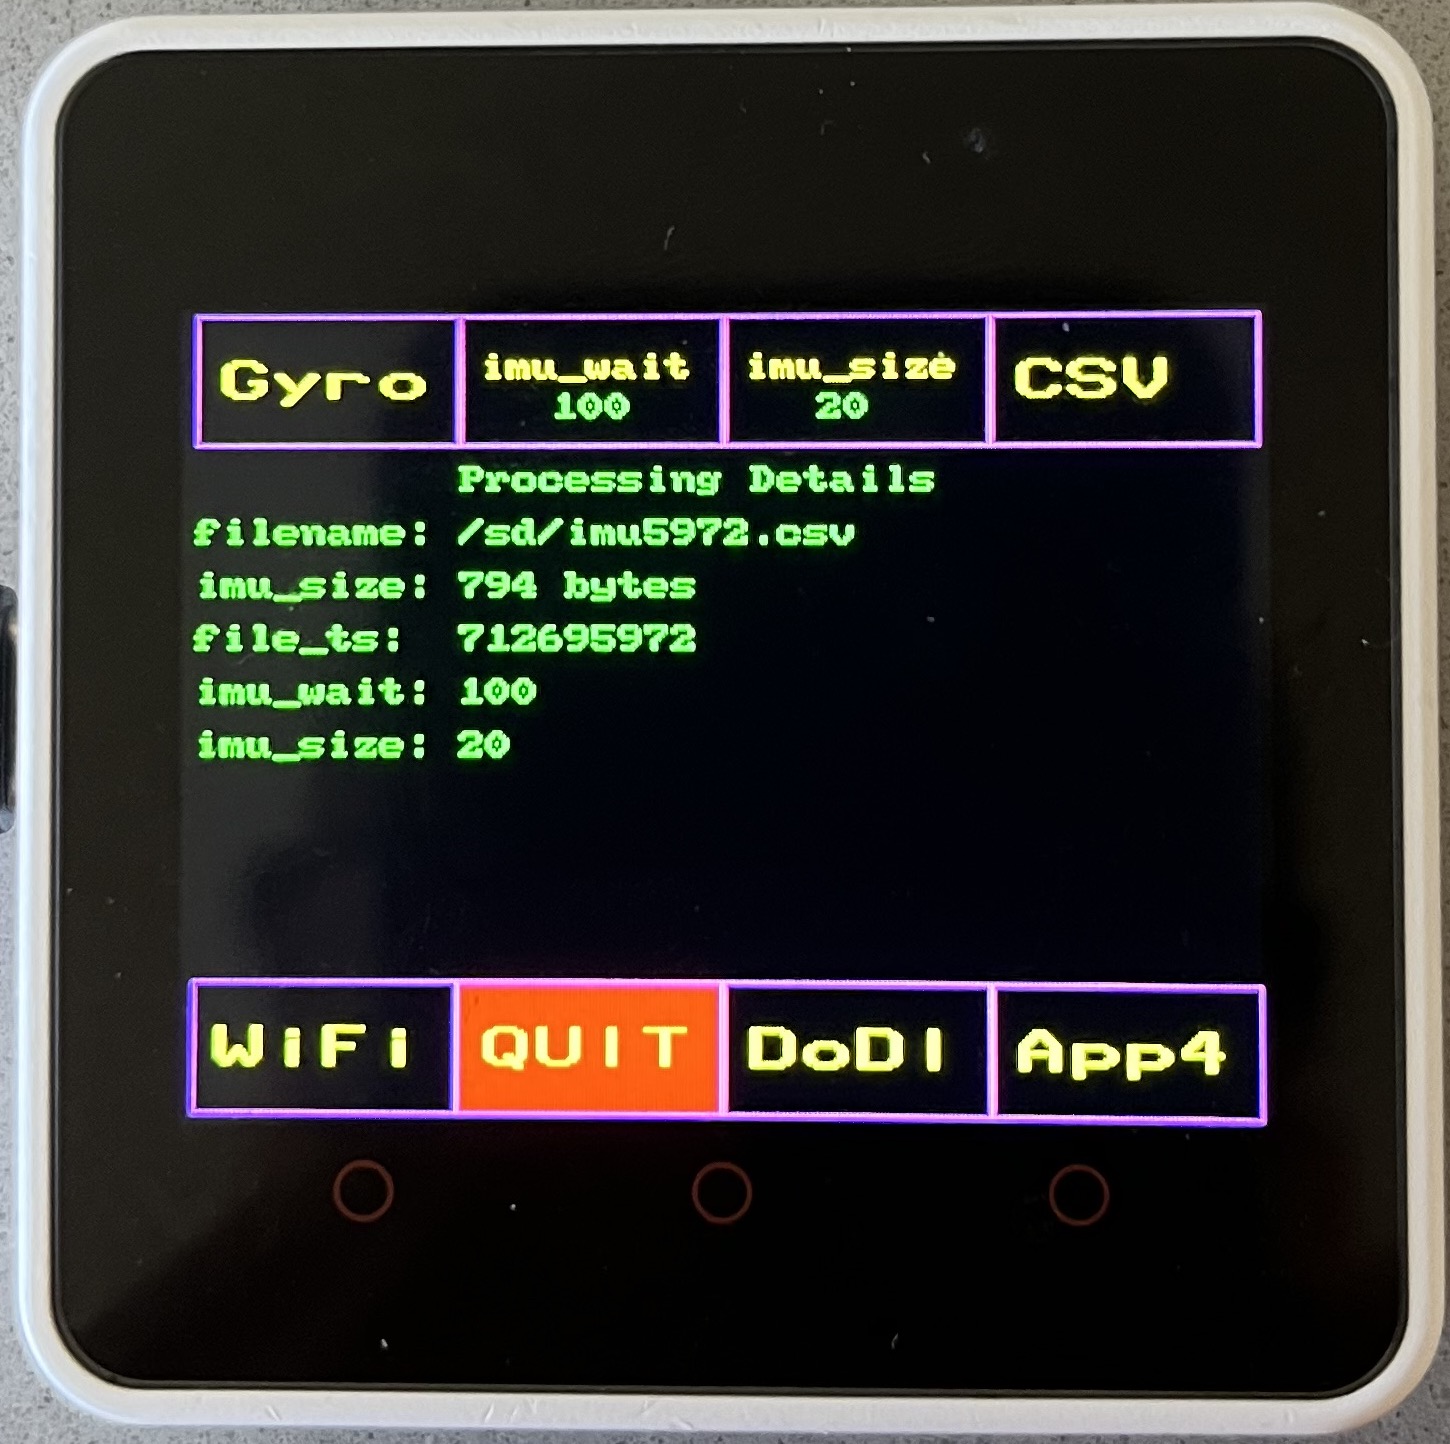 Gyro imu_wait imu_size CSV
100 20
Processing Details
filename: /sd/imu5972.csv
imu_size: 794 bytes
file_ts: 712695972
imu_wait: 100
imu_size: 20
WiFi QUIT DoDI App4